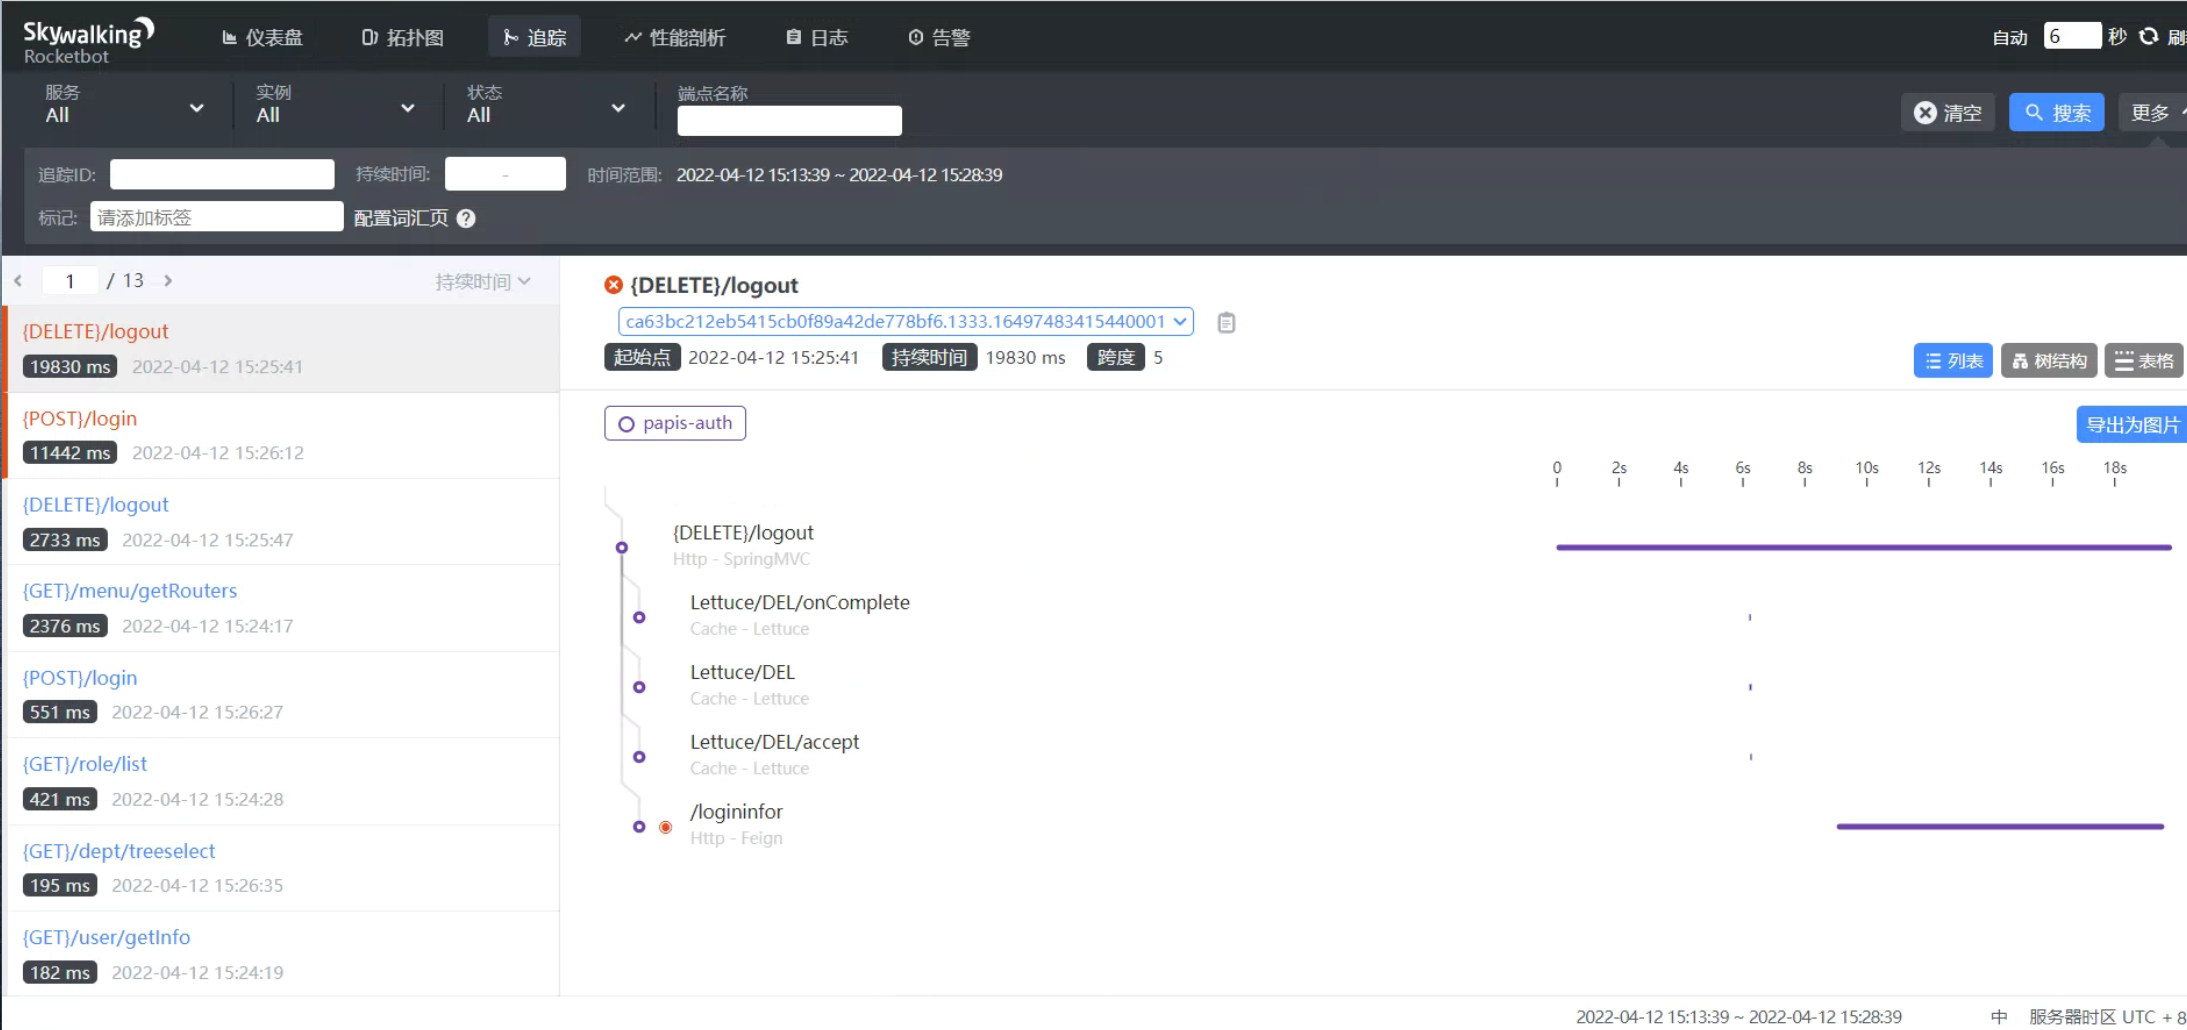 Skywalking
Rocketbot
仪表盘
拓扑图
追踪
性能剖析
日志
告警
自动 6 秒
服务
All
实例
All
状态
All
端点名称
清空
搜索
更多
追踪ID:
持续时间: -
时间范围: 2022-04-12 15:13:39 ~ 2022-04-12 15:28:39
标记: 请添加标签
配置词汇页 ?
1 / 13
持续时间
{DELETE}/logout
19830 ms 2022-04-12 15:25:41
{POST}/login
11442 ms 2022-04-12 15:26:12
{DELETE}/logout
2733 ms 2022-04-12 15:25:47
{GET}/menu/getRouters
2376 ms 2022-04-12 15:24:17
{POST}/login
551 ms 2022-04-12 15:26:27
{GET}/role/list
421 ms 2022-04-12 15:24:28
{GET}/dept/treeselect
195 ms 2022-04-12 15:26:35
{GET}/user/getInfo
182 ms 2022-04-12 15:24:19
{DELETE}/logout
ca63bc212eb5415cb0f89a42de778bf6.1333.16497483415440001
起始点 2022-04-12 15:25:41 持续时间 19830 ms 跨度 5
列表
树结构
表格
papis-auth
导出为图片
0 2s 4s 6s 8s 10s 12s 14s 16s 18s
{DELETE}/logout
Http - SpringMVC
Lettuce/DEL/onComplete
Cache - Lettuce
Lettuce/DEL
Cache - Lettuce
Lettuce/DEL/accept
Cache - Lettuce
/logininfor
Http - Feign
2022-04-12 15:13:39 ~ 2022-04-12 15:28:39
中
服务器时区 UTC + 8